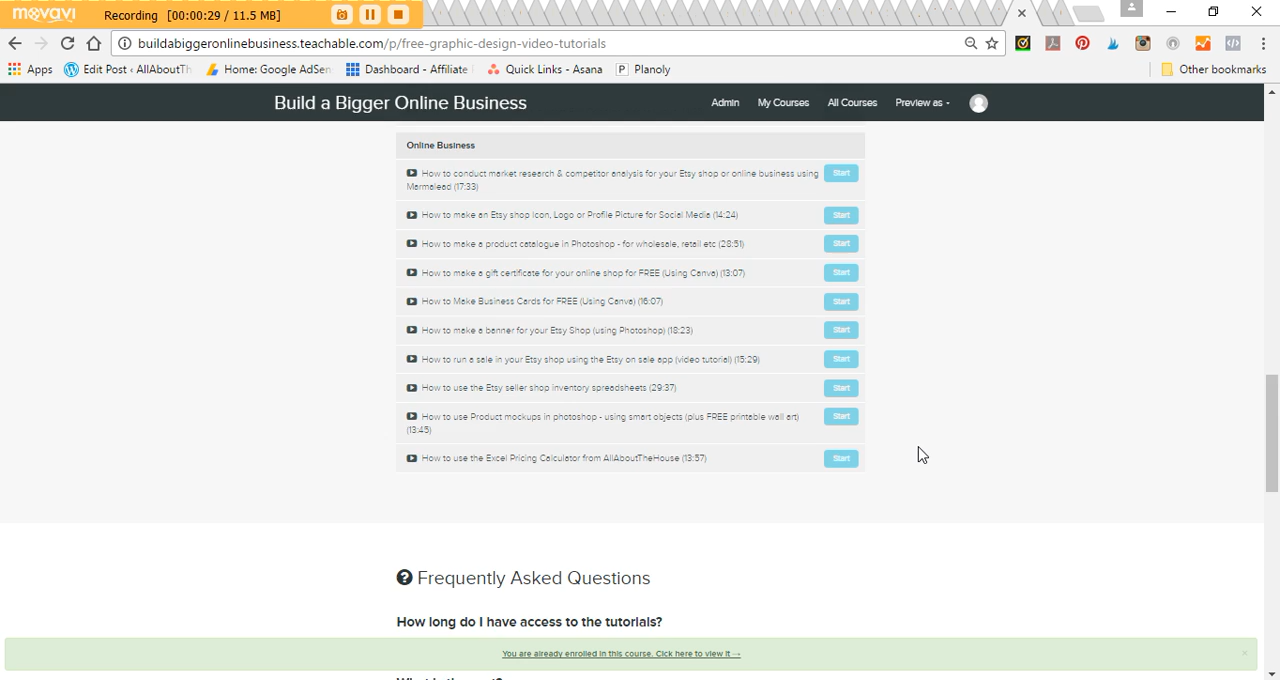 movavi Recording [00:00:29 / 11.5 MB]
buildabiggeronlinebusiness.teachable.com/p/free-graphic-design-video-tutorials
Apps Edit Post ‹ AllAboutTh Home: Google AdSen Dashboard - Affiliate Quick Links - Asana P Planoly Other bookmarks
Build a Bigger Online Business Admin My Courses All Courses Preview as
Online Business
How to conduct market research & competitor analysis for your Etsy shop or online business using Start
Marmalead (17:33)
How to make an Etsy shop Icon, Logo or Profile Picture for Social Media (14:24) Start
How to make a product catalogue in Photoshop - for wholesale, retail etc (28:51) Start
How to make a gift certificate for your online shop for FREE (Using Canva) (13:07) Start
How to Make Business Cards for FREE (Using Canva) (16:07) Start
How to make a banner for your Etsy Shop (using Photoshop) (18:23) Start
How to run a sale in your Etsy shop using the Etsy on sale app (video tutorial) (15:29) Start
How to use the Etsy seller shop inventory spreadsheets (29:37) Start
How to use Product mockups in photoshop - using smart objects (plus FREE printable wall art) Start
(13:45)
How to use the Excel Pricing Calculator from AllAboutTheHouse (13:57) Start
Frequently Asked Questions
How long do I have access to the tutorials?
You are already enrolled in this course. Click here to view it →